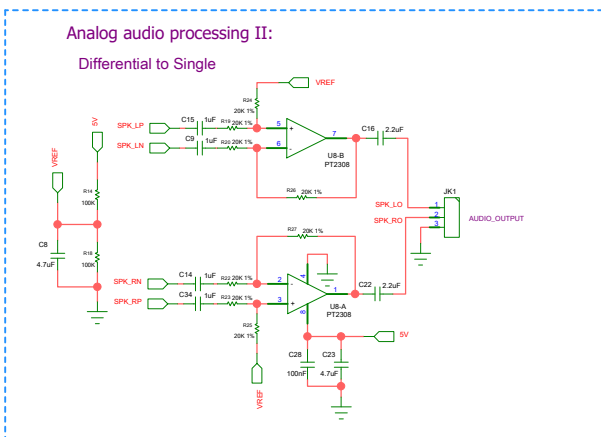 Analog audio processing II:
Differential to Single
VREF
R24
20K 1%
SPK_LP
C15
1uF
R19 20K 1%
5
+
7
C16
2.2uF
SPK_LN
C9
1uF
R20 20K 1%
6
-
U8-B
PT2308
R26
20K 1%
5V
VREF
R14
100K
C8
4.7uF
R16
100K
JK1
SPK_LO
1
SPK_RO
2
3
AUDIO_OUTPUT
R27
20K 1%
SPK_RN
C14
1uF
R22 20K 1%
2
-
4
1
C22
2.2uF
SPK_RP
C34
1uF
R23 20K 1%
3
+
8
U8-A
PT2308
R25
20K 1%
VREF
5V
C28
100nF
C23
4.7uF